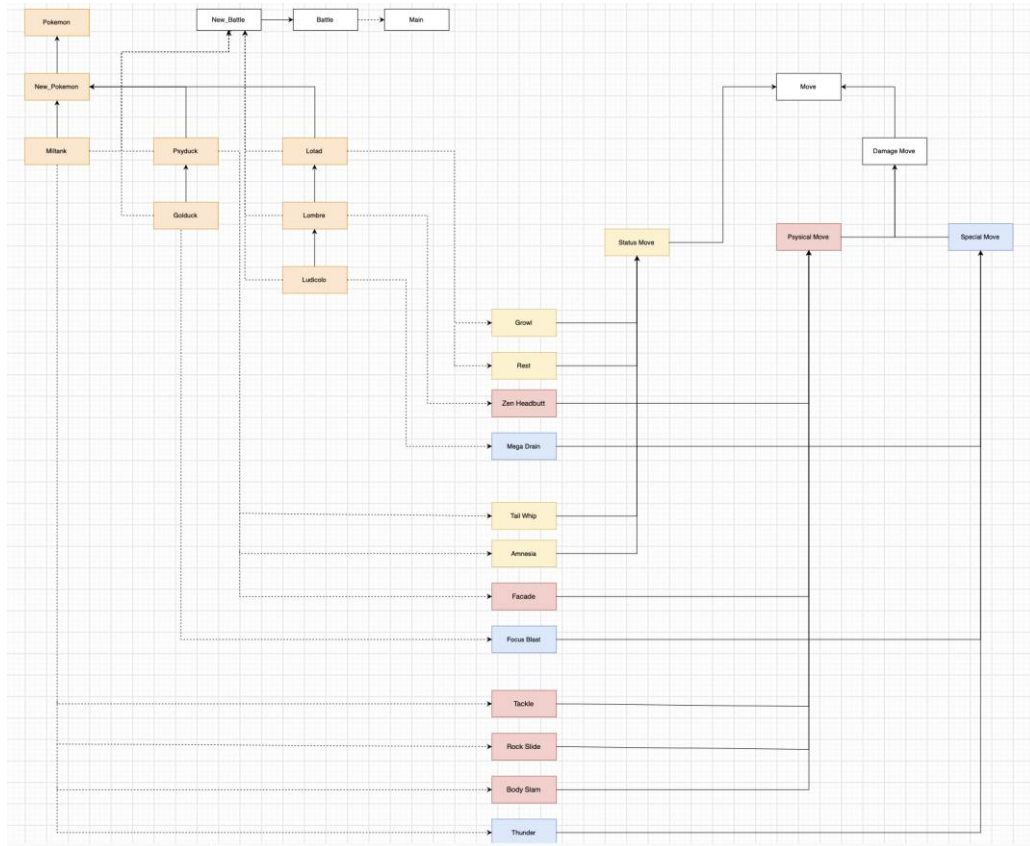 Pokemon
New_Battle
Battle
Main
New_Pokemon
Move
Miltank
Psyduck
Lotad
Damage Move
Golduck
Lombre
Status Move
Psysical Move
Special Move
Ludicolo
Growl
Rest
Zen Headbutt
Mega Drain
Tail Whip
Amnesia
Facade
Focus Blast
Tackle
Rock Slide
Body Slam
Thunder